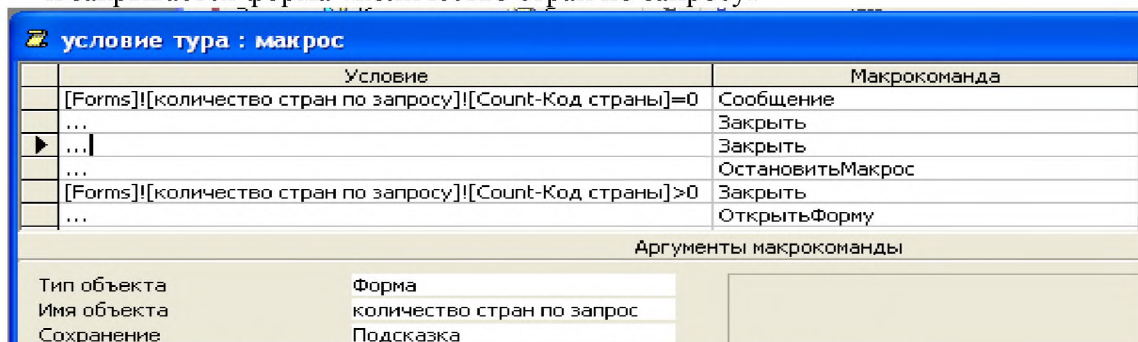 условие тура : макрос
Условие Макрокоманда
[Forms]![количество стран по запросу]![Count-Код страны]=0 Сообщение
... Закрыть
... Закрыть
... ОстановитьМакрос
[Forms]![количество стран по запросу]![Count-Код страны]>0 Закрыть
... ОткрытьФорму
Аргументы макрокоманды
Тип объекта Форма
Имя объекта количество стран по запрос
Сохранение Подсказка